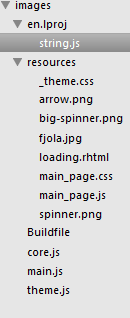 images
en.lproj
string.js
resources
_theme.css
arrow.png
big-spinner.png
fjola.jpg
loading.rhtml
main_page.css
main_page.js
spinner.png
Buildfile
core.js
main.js
theme.js